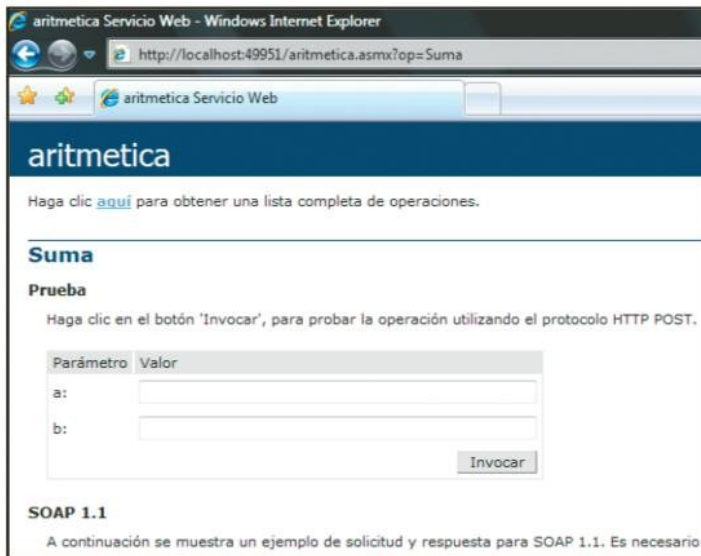 aritmetica Servicio Web - Windows Internet Explorer
http://localhost:49951/aritmetica.asmx?op=Suma
aritmetica Servicio Web
aritmetica
Haga clic aquí para obtener una lista completa de operaciones.
Suma
Prueba
Haga clic en el botón 'Invocar', para probar la operación utilizando el protocolo HTTP POST.
Parámetro Valor
a:
b:
Invocar
SOAP 1.1
A continuación se muestra un ejemplo de solicitud y respuesta para SOAP 1.1. Es necesario